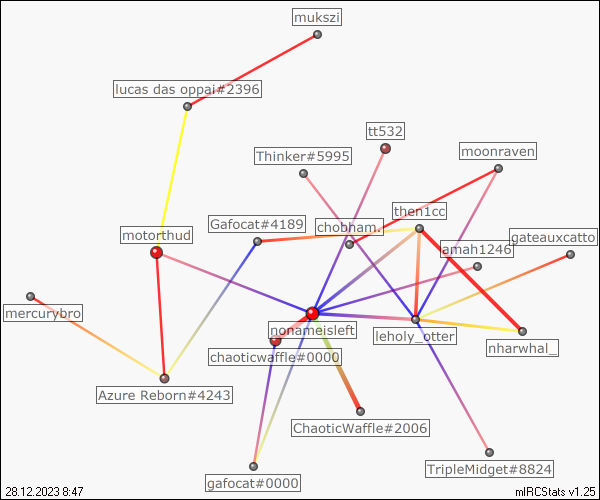 mukszi
lucas das oppai#2396
tt532
Thinker#5995
moonraven
then1cc
Gafocat#4189
chobham.
motorthud
amah1246
gateauxcatto
mercurybro
nonameisleft
leholy_otter
nharwhal_
chaoticwaffle#0000
Azure Reborn#4243
ChaoticWaffle#2006
TripleMidget#8824
gafocat#0000
28.12.2023 8:47
mIRCStats v1.25